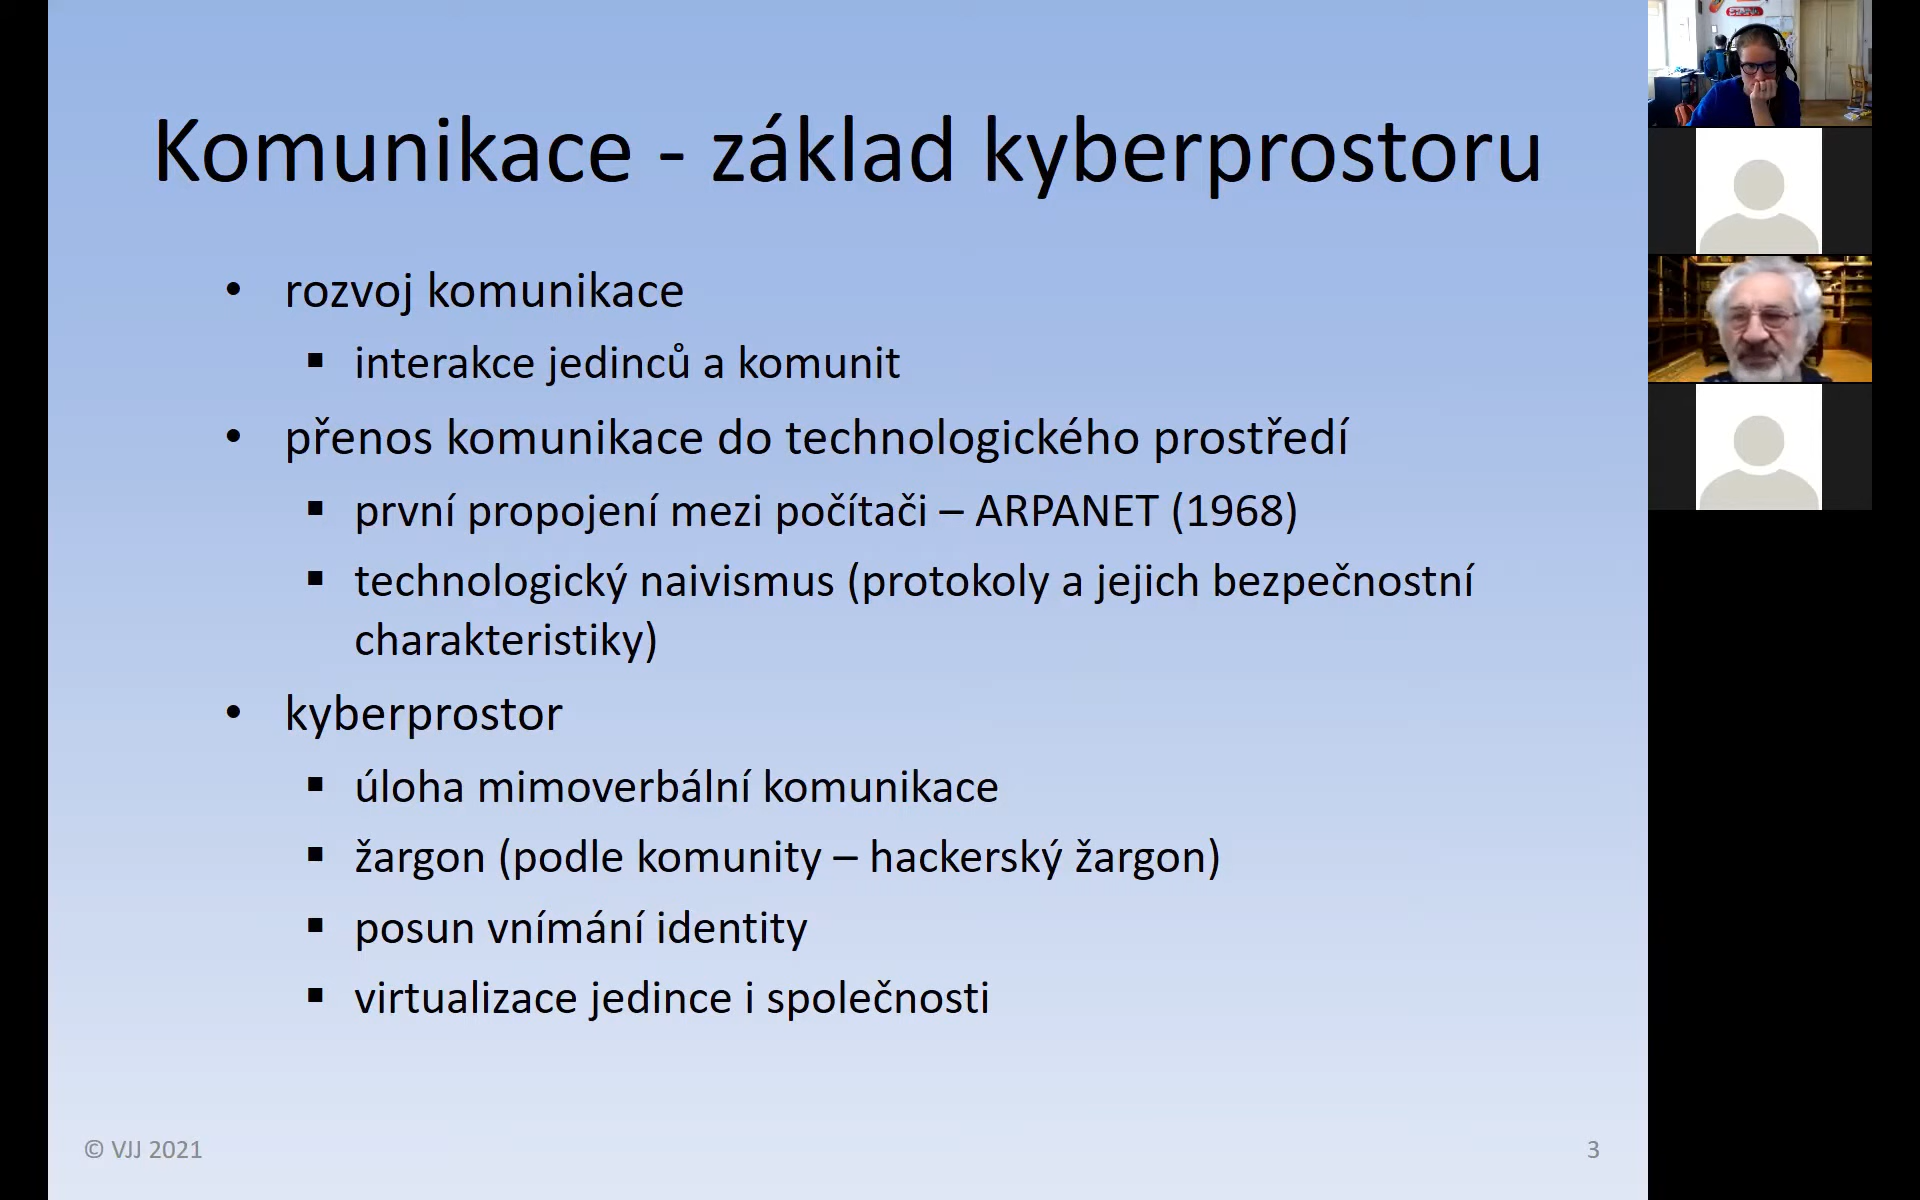 Komunikace - základ kyberprostoru
• rozvoj komunikace
▪ interakce jedinců a komunit
• přenos komunikace do technologického prostředí
▪ první propojení mezi počítači – ARPANET (1968)
▪ technologický naivismus (protokoly a jejich bezpečnostní
charakteristiky)
• kyberprostor
▪ úloha mimoverbální komunikace
▪ žargon (podle komunity – hackerský žargon)
▪ posun vnímání identity
▪ virtualizace jedince i společnosti
© VJJ 2021
3